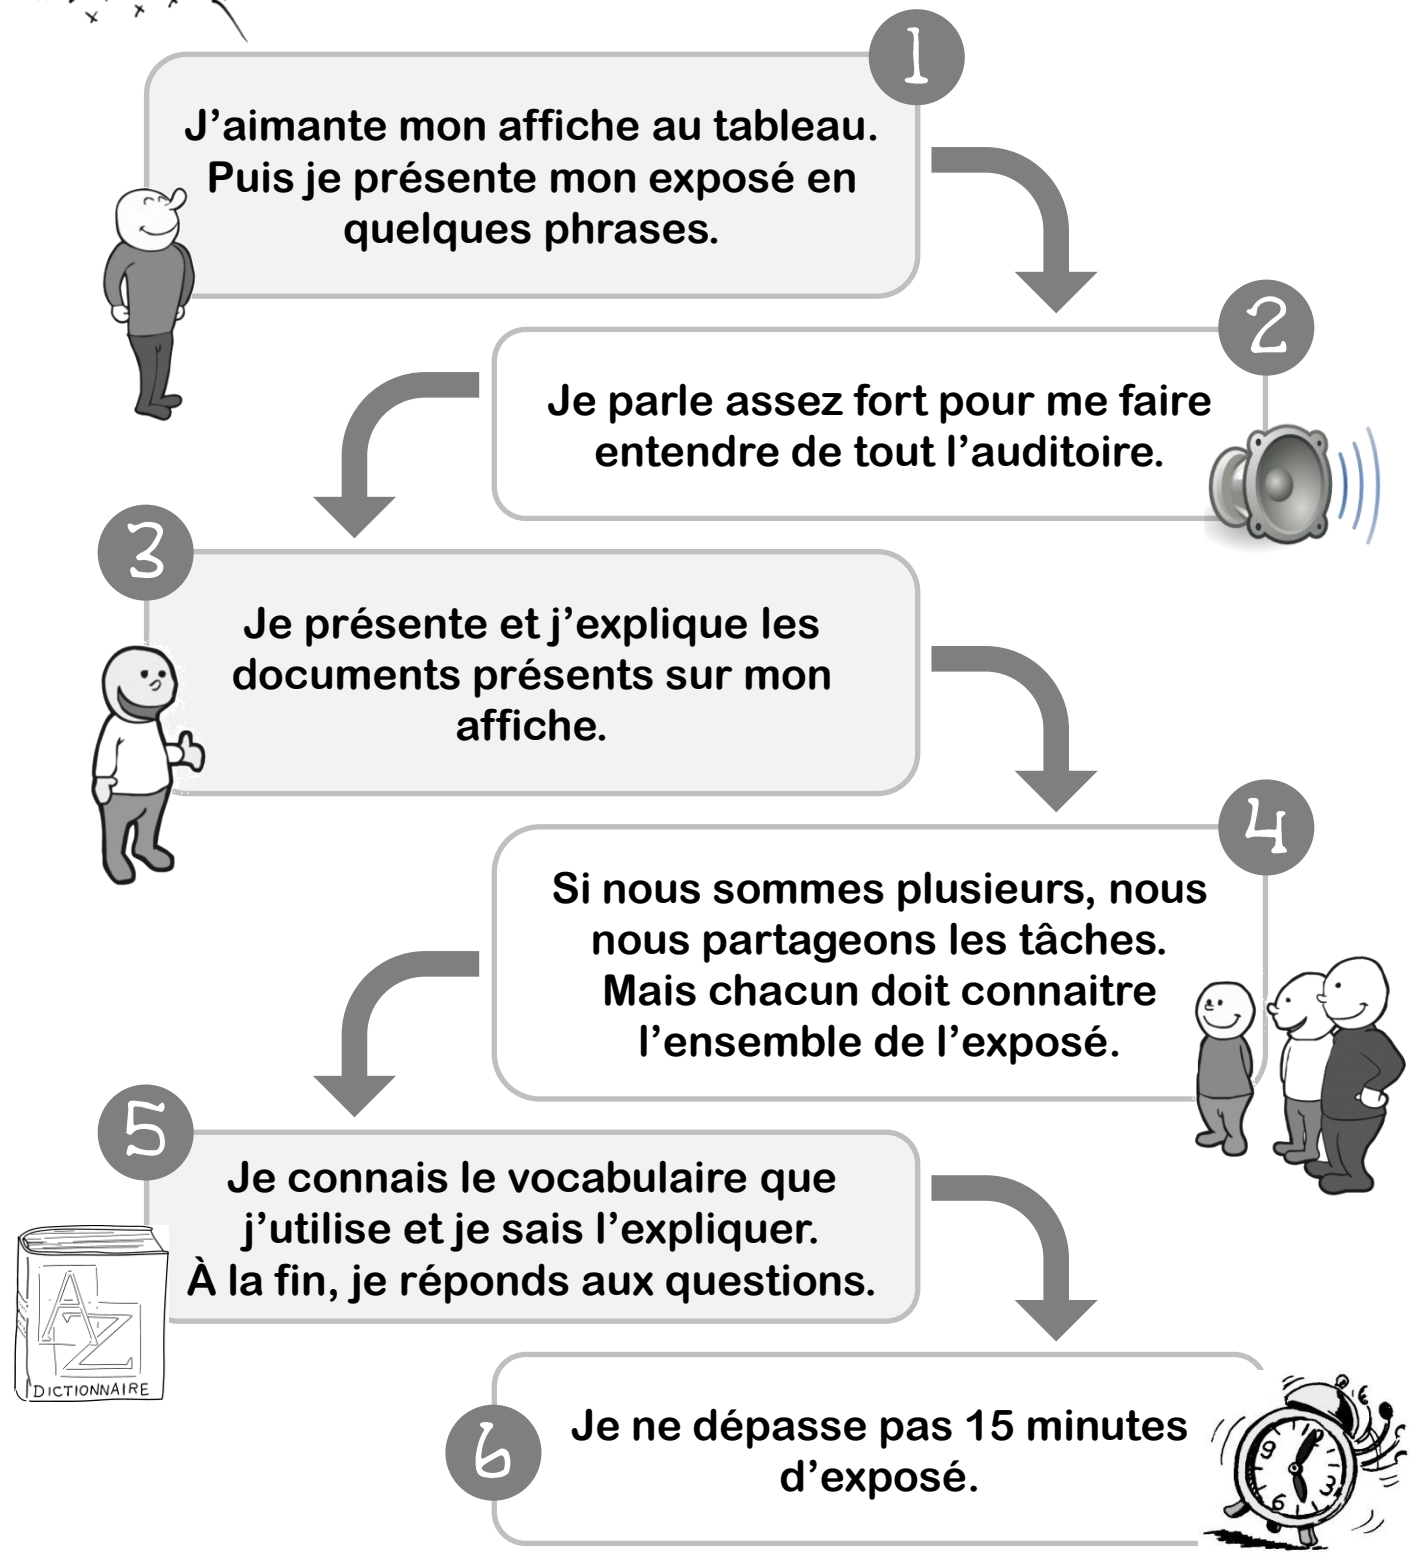 1
J’aimante mon affiche au tableau.
Puis je présente mon exposé en
quelques phrases.
2
Je parle assez fort pour me faire
entendre de tout l’auditoire.
3
Je présente et j’explique les
documents présents sur mon
affiche.
4
Si nous sommes plusieurs, nous
nous partageons les tâches.
Mais chacun doit connaitre
l’ensemble de l’exposé.
5
Je connais le vocabulaire que
j’utilise et je sais l’expliquer.
À la fin, je réponds aux questions.
A
Z
DICTIONNAIRE
6
Je ne dépasse pas 15 minutes
d’exposé.
12
9
3
6